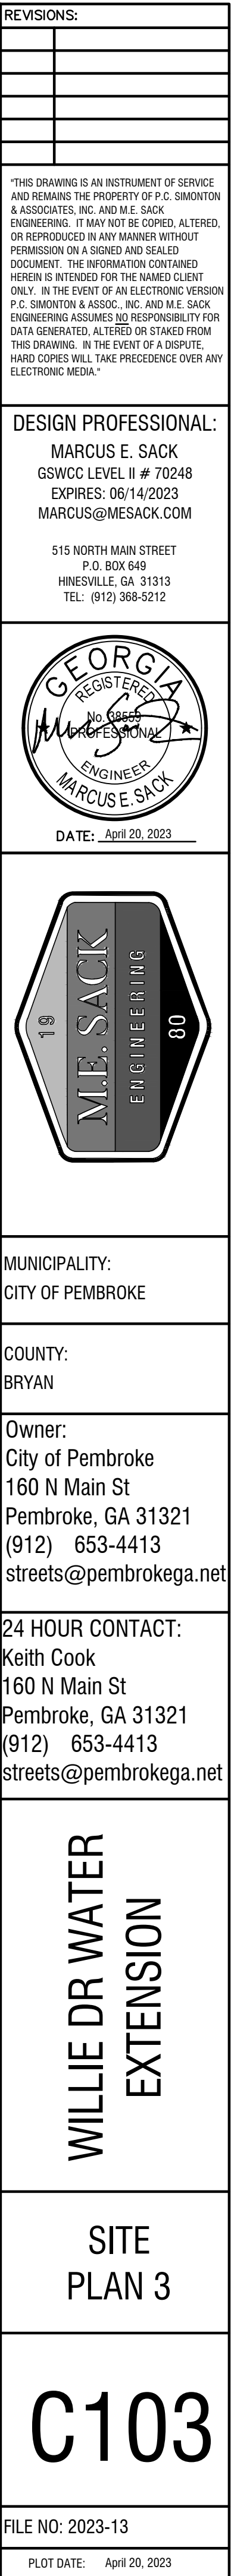 REVISIONS:
"THIS DRAWING IS AN INSTRUMENT OF SERVICE
AND REMAINS THE PROPERTY OF P.C. SIMONTON
& ASSOCIATES, INC. AND M.E. SACK
ENGINEERING. IT MAY NOT BE COPIED, ALTERED,
OR REPRODUCED IN ANY MANNER WITHOUT
PERMISSION ON A SIGNED AND SEALED
DOCUMENT. THE INFORMATION CONTAINED
HEREIN IS INTENDED FOR THE NAMED CLIENT
ONLY. IN THE EVENT OF AN ELECTRONIC VERSION
P.C. SIMONTON & ASSOC., INC. AND M.E. SACK
ENGINEERING ASSUMES NO RESPONSIBILITY FOR
DATA GENERATED, ALTERED OR STAKED FROM
THIS DRAWING. IN THE EVENT OF A DISPUTE,
HARD COPIES WILL TAKE PRECEDENCE OVER ANY
ELECTRONIC MEDIA."
DESIGN PROFESSIONAL:
MARCUS E. SACK
GSWCC LEVEL II # 70248
EXPIRES: 06/14/2023
MARCUS@MESACK.COM
515 NORTH MAIN STREET
P.O. BOX 649
HINESVILLE, GA 31313
TEL: (912) 368-5212
GEORGIA
REGISTERED
No. 38559
PROFESSIONAL
ENGINEER
MARCUS E. SACK
DATE: April 20, 2023
19
M.E. SACK
ENGINEERING
80
MUNICIPALITY:
CITY OF PEMBROKE
COUNTY:
BRYAN
Owner:
City of Pembroke
160 N Main St
Pembroke, GA 31321
(912) 653-4413
streets@pembrokega.net
24 HOUR CONTACT:
Keith Cook
160 N Main St
Pembroke, GA 31321
(912) 653-4413
streets@pembrokega.net
WILLIE DR WATER
EXTENSION
SITE
PLAN 3
C103
FILE NO: 2023-13
PLOT DATE: April 20, 2023